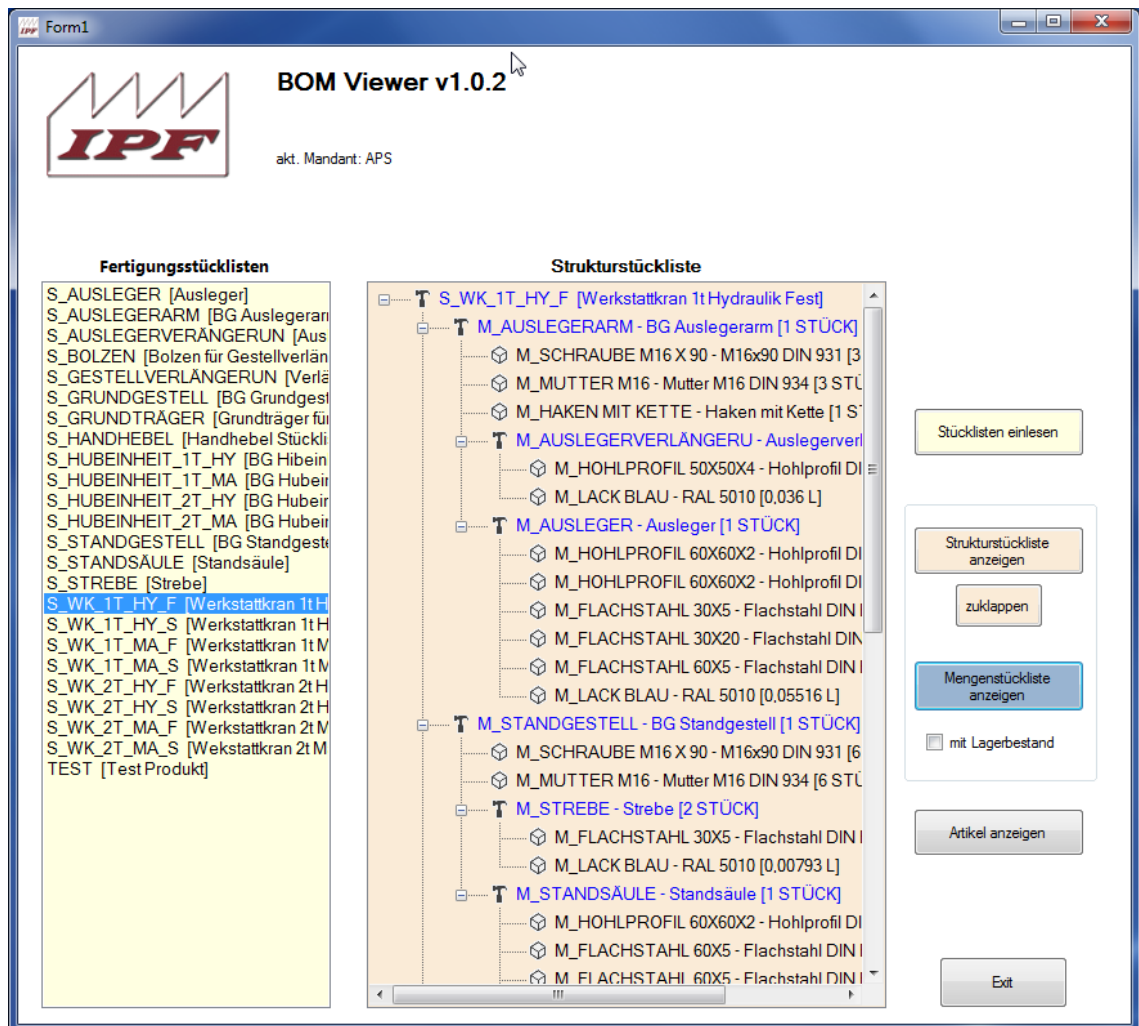 Form1
IPF
BOM Viewer v1.0.2
akt. Mandant: APS
Fertigungsstücklisten
S_AUSLEGER [Ausleger]
S_AUSLEGERARM [BG Auslegerarm
S_AUSLEGERVERÄNGERUN [Aus
S_BOLZEN [Bolzen für Gestellverlän
S_GESTELLVERLÄNGERUN [Verlä
S_GRUNDGESTELL [BG Grundgest
S_GRUNDTRÄGER [Grundträger für
S_HANDHEBEL [Handhebel Stückli
S_HUBEINHEIT_1T_HY [BG Hibein
S_HUBEINHEIT_1T_MA [BG Hubein
S_HUBEINHEIT_2T_HY [BG Hubein
S_HUBEINHEIT_2T_MA [BG Hubein
S_STANDGESTELL [BG Standgeste
S_STANDSÄULE [Standsäule]
S_STREBE [Strebe]
S_WK_1T_HY_F [Werkstattkran 1t H
S_WK_1T_HY_S [Werkstattkran 1t H
S_WK_1T_MA_F [Werkstattkran 1t M
S_WK_1T_MA_S [Werkstattkran 1t M
S_WK_2T_HY_F [Werkstattkran 2t H
S_WK_2T_HY_S [Werkstattkran 2t H
S_WK_2T_MA_F [Werkstattkran 2t M
S_WK_2T_MA_S [Wekstattkran 2t M
TEST [Test Produkt]
Strukturstückliste
S_WK_1T_HY_F [Werkstattkran 1t Hydraulik Fest]
M_AUSLEGERARM - BG Auslegerarm [1 STÜCK]
M_SCHRAUBE M16 X 90 - M16x90 DIN 931 [3
M_MUTTER M16 - Mutter M16 DIN 934 [3 STÜ
M_HAKEN MIT KETTE - Haken mit Kette [1 ST
M_AUSLEGERVERLÄNGERU - Auslegerverl
M_HOHLPROFIL 50X50X4 - Hohlprofil DI
M_LACK BLAU - RAL 5010 [0,036 L]
M_AUSLEGER - Ausleger [1 STÜCK]
M_HOHLPROFIL 60X60X2 - Hohlprofil DI
M_HOHLPROFIL 60X60X2 - Hohlprofil DI
M_FLACHSTAHL 30X5 - Flachstahl DIN
M_FLACHSTAHL 30X20 - Flachstahl DIN
M_FLACHSTAHL 60X5 - Flachstahl DIN
M_LACK BLAU - RAL 5010 [0,05516 L]
M_STANDGESTELL - BG Standgestell [1 STÜCK]
M_SCHRAUBE M16 X 90 - M16x90 DIN 931 [6
M_MUTTER M16 - Mutter M16 DIN 934 [6 STÜ
M_STREBE - Strebe [2 STÜCK]
M_FLACHSTAHL 30X5 - Flachstahl DIN
M_LACK BLAU - RAL 5010 [0,00793 L]
M_STANDSÄULE - Standsäule [1 STÜCK]
M_HOHLPROFIL 60X60X2 - Hohlprofil DI
M_FLACHSTAHL 60X5 - Flachstahl DIN
M_FLACHSTAHL 60X5 - Flachstahl DIN
Stücklisten einlesen
Strukturstückliste
anzeigen
zuklappen
Mengenstückliste
anzeigen
mit Lagerbestand
Artikel anzeigen
Exit